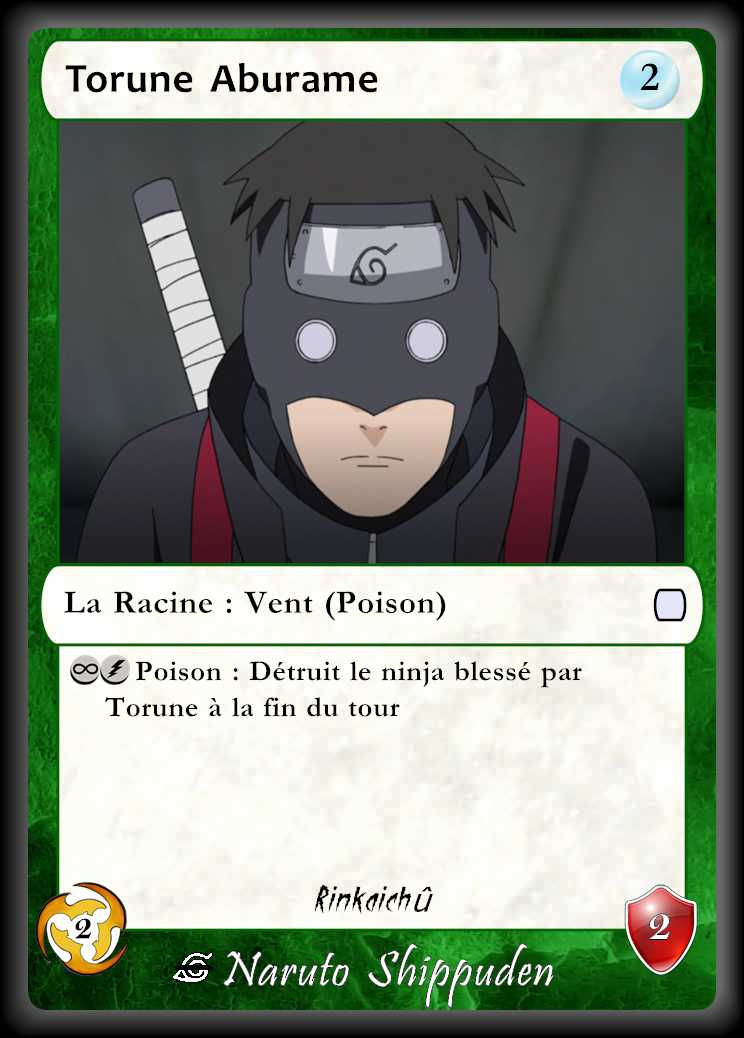 Torune Aburame
2
La Racine : Vent (Poison)
Poison : Détruit le ninja blessé par
Torune à la fin du tour
Rinkaichû
2
2
Naruto Shippuden